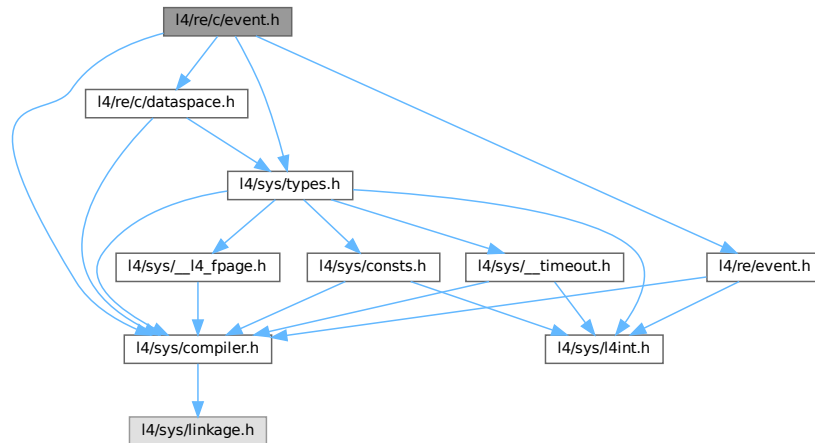 l4/re/c/event.h
l4/re/c/dataspace.h
l4/sys/types.h
l4/sys/__l4_fpage.h
l4/sys/consts.h
l4/sys/__timeout.h
l4/re/event.h
l4/sys/compiler.h
l4/sys/l4int.h
l4/sys/linkage.h